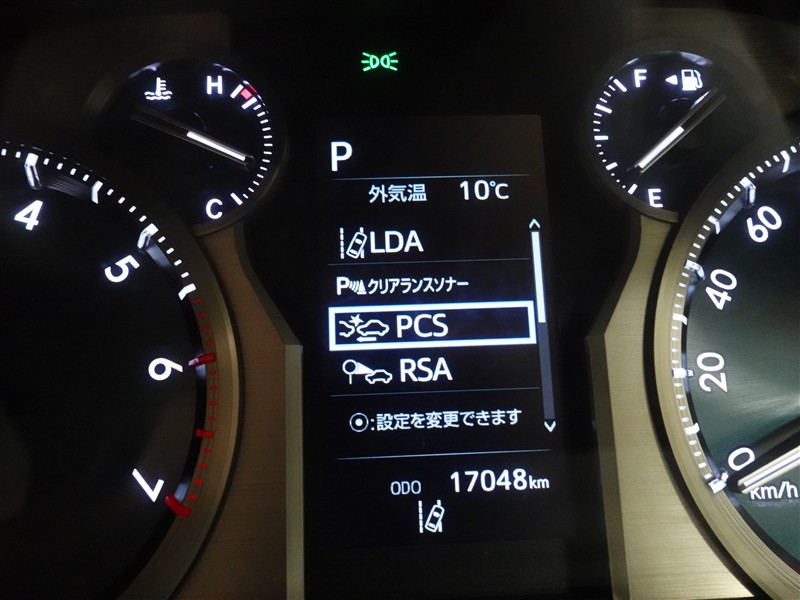 H
C
4
5
6
7
P
外気温 10℃
LDA
P クリアランスソナー
PCS
RSA
:設定を変更できます
ODO 17048km
F
E
60
40
20
0
km/h